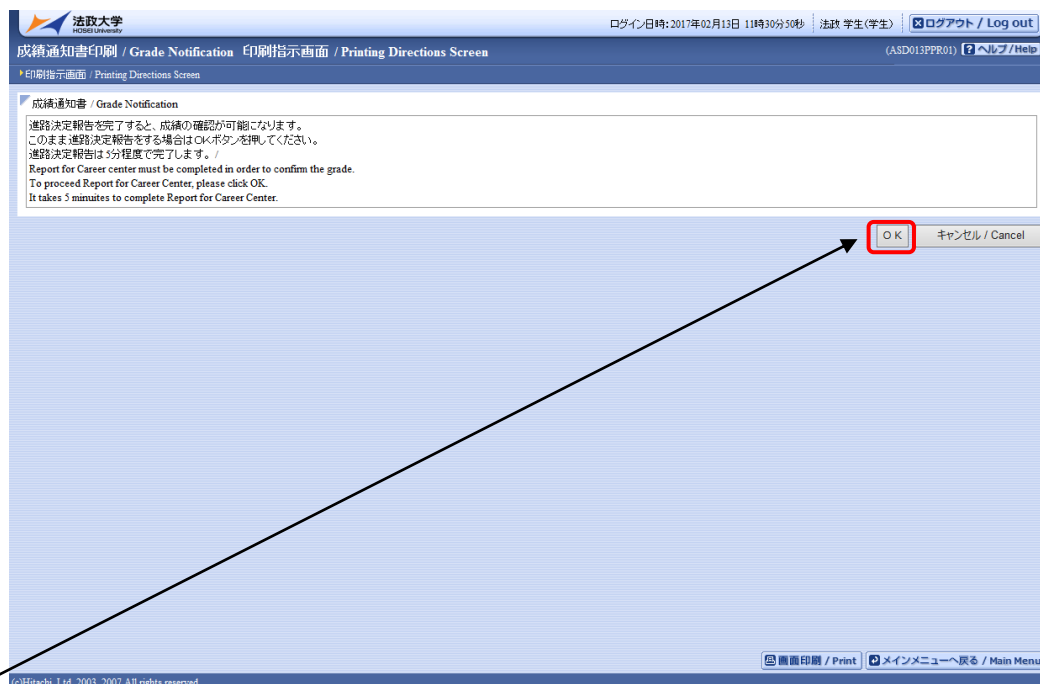 法政大学
HOSEI University
ログイン日時：2017年02月13日 11時30分50秒
法政 学生（学生）
ログアウト / Log out
成績通知書印刷 / Grade Notification 印刷指示画面 / Printing Directions Screen
(ASD013PPR01)
ヘルプ/Help
印刷指示画面 / Printing Directions Screen
成績通知書 / Grade Notification
進路決定報告を完了すると、成績の確認が可能になります。
このまま進路決定報告をする場合はOKボタンを押してください。
進路決定報告は5分程度で完了します。 /
Report for Career center must be completed in order to confirm the grade.
To proceed Report for Career Center, please click OK.
It takes 5 minuites to complete Report for Career Center.
OK
キャンセル / Cancel
画面印刷 / Print
メインメニューへ戻る / Main Menu
(c)Hitachi, Ltd. 2003, 2007 All rights reserved.